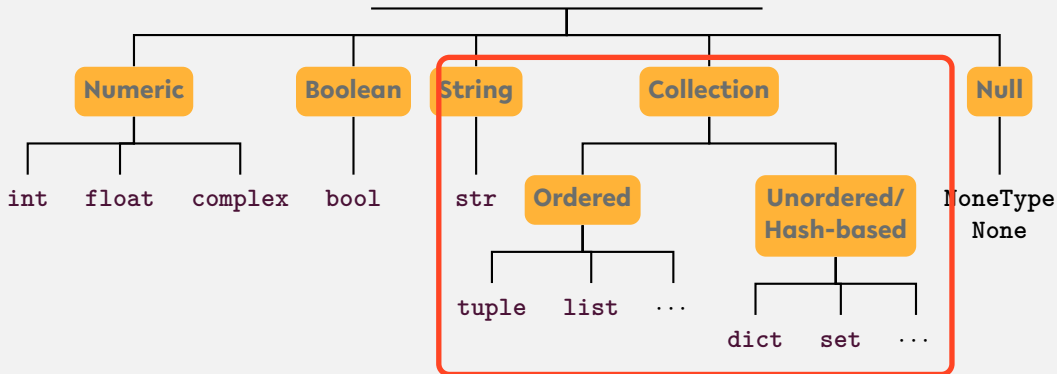 Numeric Boolean String Collection Null
int float complex bool str Ordered Unordered/ NoneType
Hash-based None
tuple list ...
dict set ...